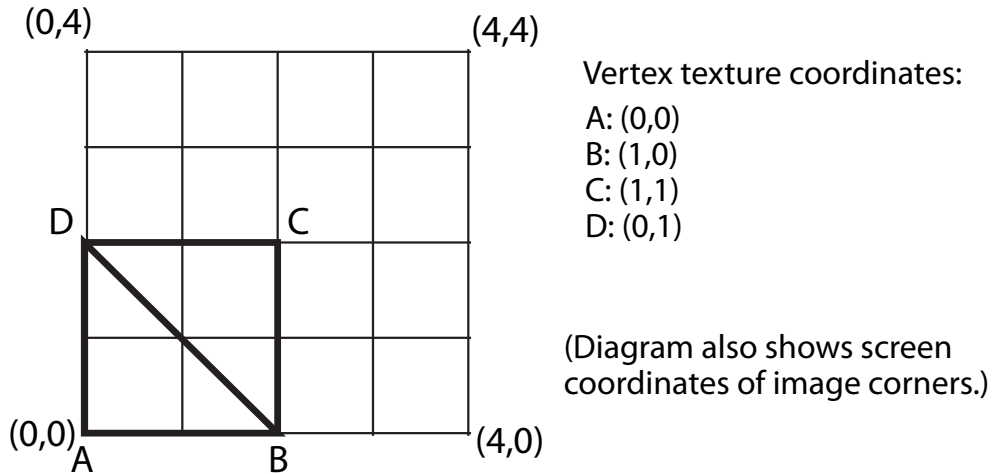 (0,4)
(4,4)
Vertex texture coordinates:
A: (0,0)
B: (1,0)
C: (1,1)
D: (0,1)
D
C
(Diagram also shows screen
coordinates of image corners.)
(0,0)
(4,0)
A
B